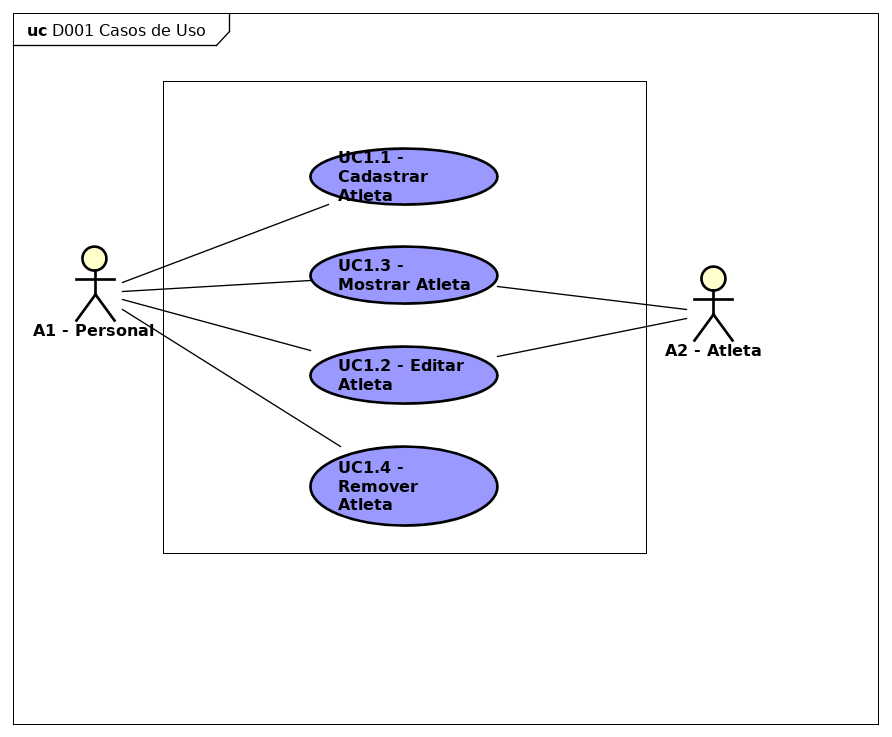 uc D001 Casos de Uso
UC1.1 -
Cadastrar
Atleta
UC1.3 -
Mostrar Atleta
A1 - Personal
A2 - Atleta
UC1.2 - Editar
Atleta
UC1.4 -
Remover
Atleta